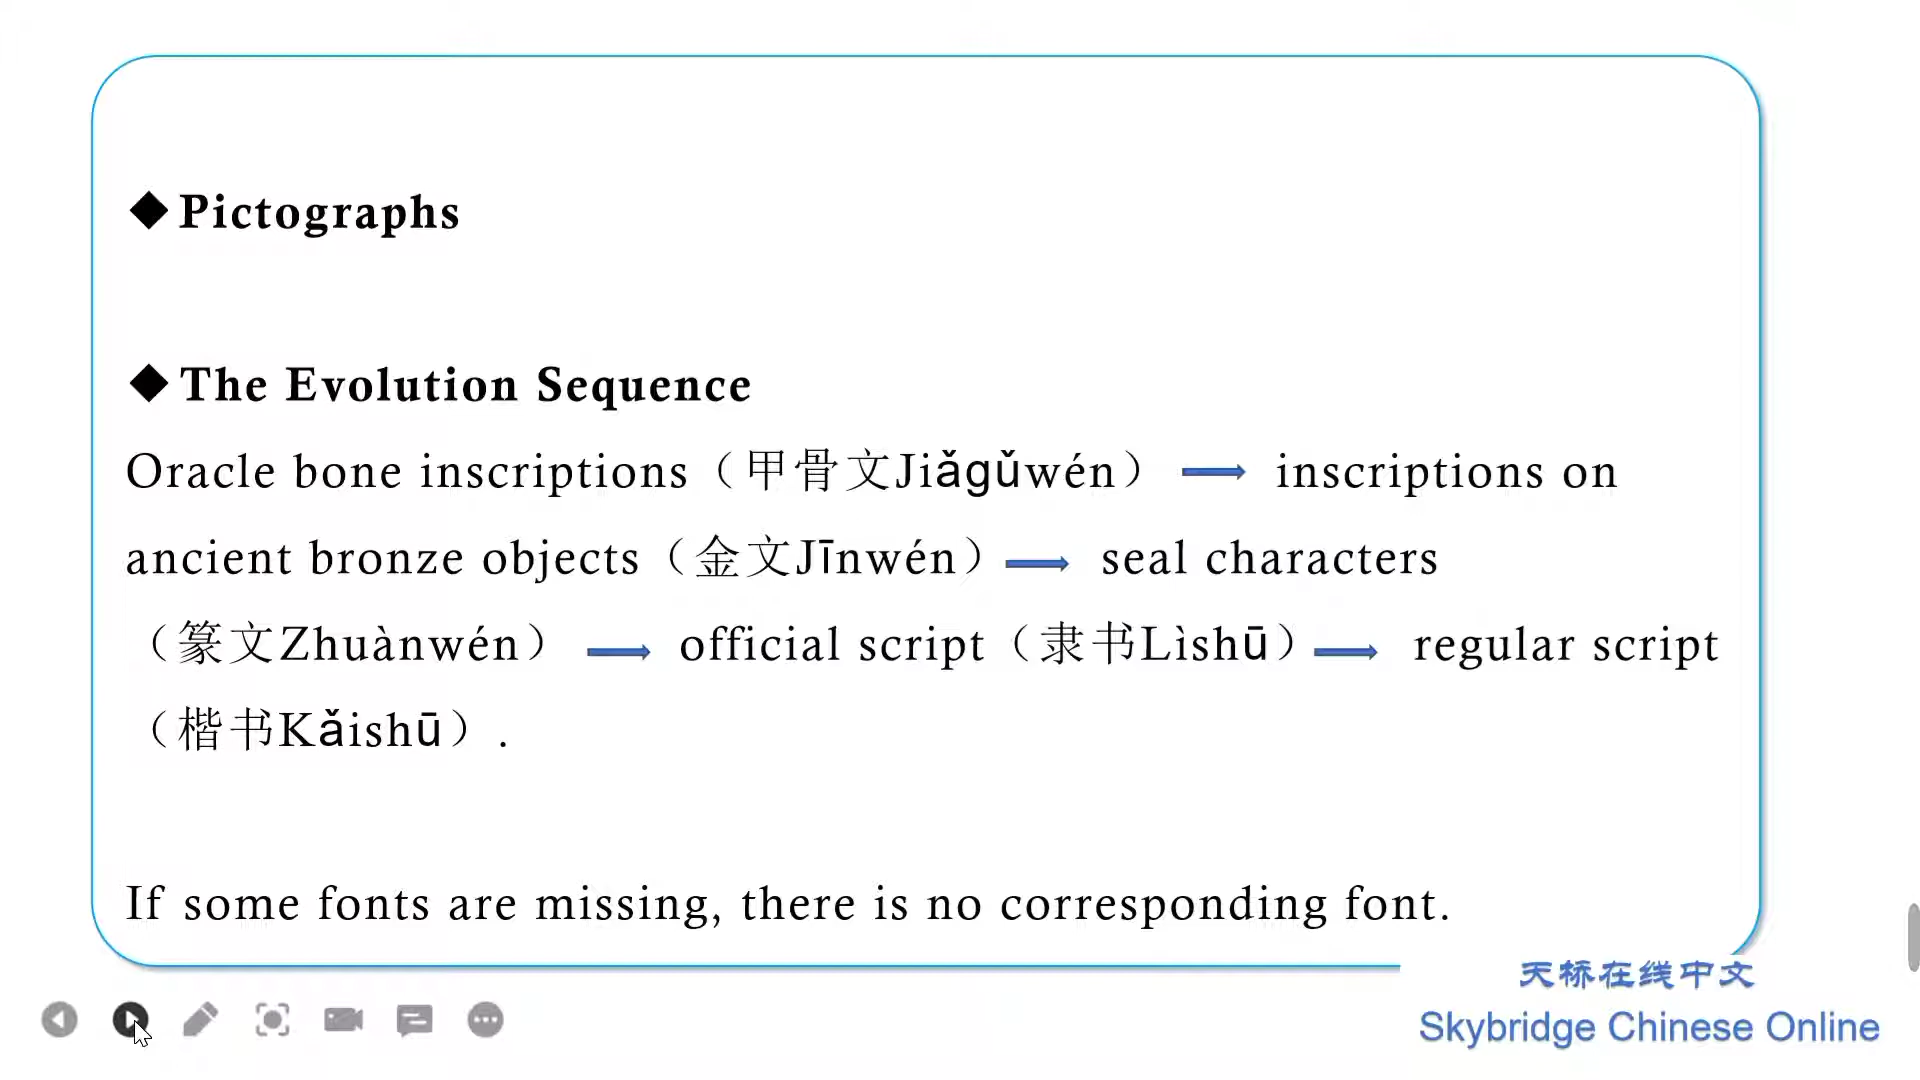 ◆Pictographs
◆The Evolution Sequence
Oracle bone inscriptions（甲骨文Jiǎgǔwén） → inscriptions on
ancient bronze objects（金文Jīnwén）→ seal characters
（篆文Zhuànwén） → official script（隶书Lìshū）→ regular script
（楷书Kǎishū）.
If some fonts are missing, there is no corresponding font.
天桥在线中文
Skybridge Chinese Online